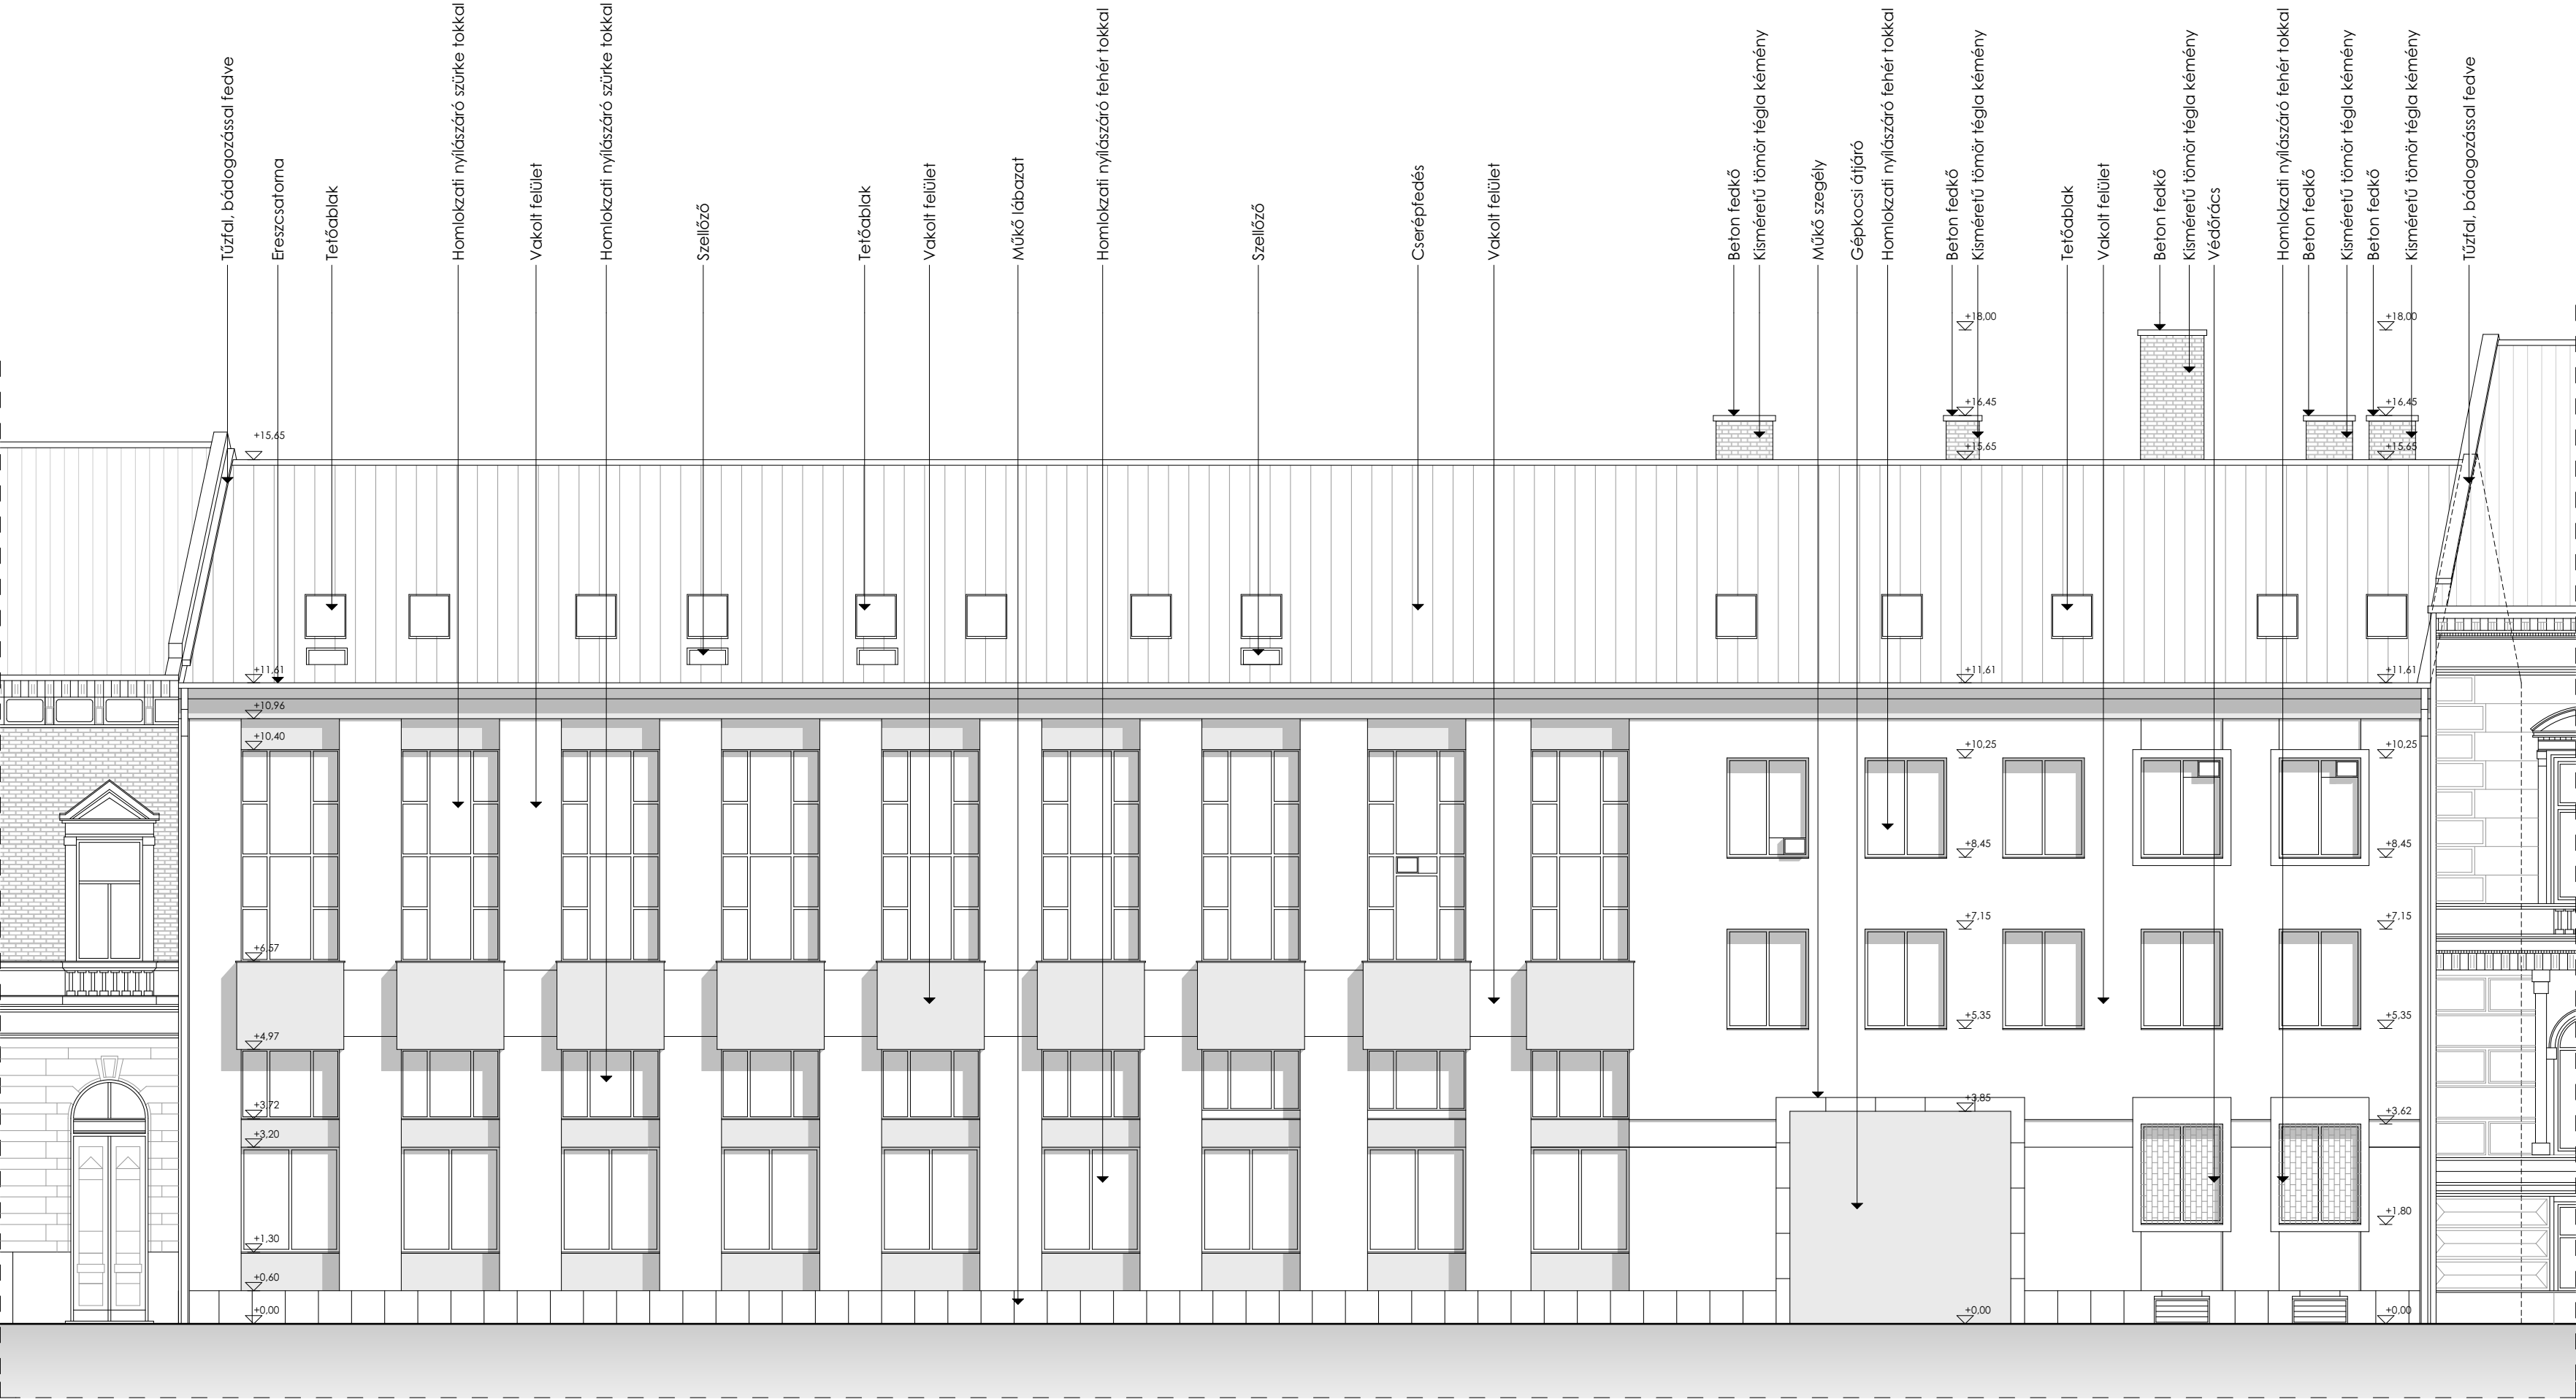 Tűzfal, bádogozással fedve
Ereszcsatorna
Tetőablak
Homlokzati nyílászáró szürke tokkal
Vakolt felület
Homlokzati nyílászáró szürke tokkal
Szellőző
Tetőablak
Vakolt felület
Műkő lábazat
Homlokzati nyílászáró fehér tokkal
Szellőző
Cserépfedés
Vakolt felület
Beton fedkő
Kisméretű tömör tégla kémény
Műkő szegély
Gépkocsi átjáró
Homlokzati nyílászáró fehér tokkal
Beton fedkő
Kisméretű tömör tégla kémény
Tetőablak
Vakolt felület
Beton fedkő
Kisméretű tömör tégla kémény
Védőrács
Homlokzati nyílászáró fehér tokkal
Beton fedkő
Kisméretű tömör tégla kémény
Beton fedkő
Kisméretű tömör tégla kémény
Tűzfal, bádogozással fedve
+15,65
+11,61
+10,96
+10,40
+6,57
+4,97
+3,72
+3,20
+1,30
+0,60
+0,00
+18,00
+16,45
+15,65
+11,61
+10,25
+8,45
+7,15
+5,35
+3,85
+0,00
+18,00
+16,45
+15,65
+11,61
+10,25
+8,45
+7,15
+5,35
+3,62
+1,80
+0,00